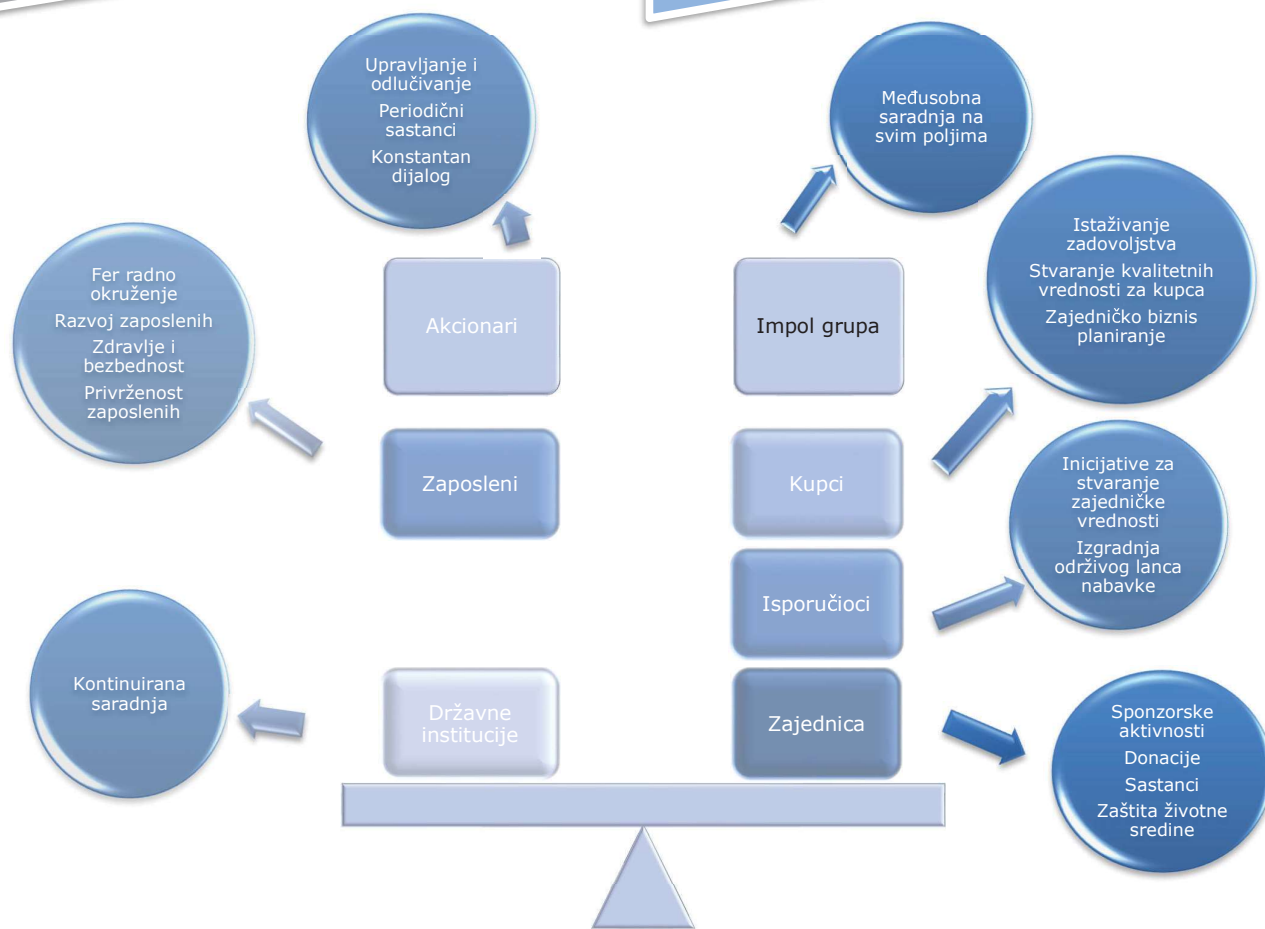 Upravljanje i
odlučivanje
Periodični
sastanci
Konstantan
dijalog
Fer radno
okruženje
Razvoj zaposlenih
Zdravlje i
bezbednost
Privrženost
zaposlenih
Kontinuirana
saradnja
Akcionari
Zaposleni
Državne
institucije
Impol grupa
Kupci
Isporučioci
Zajednica
Međusobna
saradnja na
svim poljima
Istaživanje
zadovoljstva
Stvaranje kvalitetnih
vrednosti za kupca
Zajedničko biznis
planiranje
Inicijative za
stvaranje
zajedničke
vrednosti
Izgradnja
održivog lanca
nabavke
Sponzorske
aktivnosti
Donacije
Sastanci
Zaštita životne
sredine